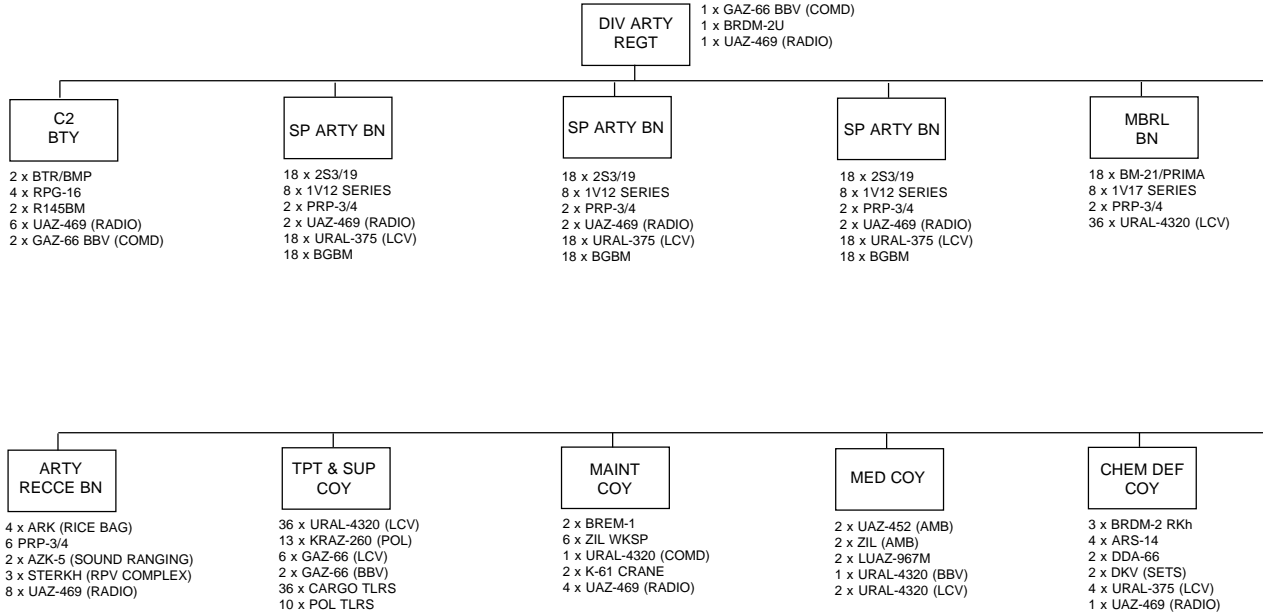 DIV ARTY
REGT
1 x GAZ-66 BBV (COMD)
1 x BRDM-2U
1 x UAZ-469 (RADIO)
C2
BTY
2 x BTR/BMP
4 x RPG-16
2 x R145BM
6 x UAZ-469 (RADIO)
2 x GAZ-66 BBV (COMD)
SP ARTY BN
18 x 2S3/19
8 x 1V12 SERIES
2 x PRP-3/4
2 x UAZ-469 (RADIO)
18 x URAL-375 (LCV)
18 x BGBM
SP ARTY BN
18 x 2S3/19
8 x 1V12 SERIES
2 x PRP-3/4
2 x UAZ-469 (RADIO)
18 x URAL-375 (LCV)
18 x BGBM
SP ARTY BN
18 x 2S3/19
8 x 1V12 SERIES
2 x PRP-3/4
2 x UAZ-469 (RADIO)
18 x URAL-375 (LCV)
18 x BGBM
MBRL
BN
18 x BM-21/PRIMA
8 x 1V17 SERIES
2 x PRP-3/4
36 x URAL-4320 (LCV)
ARTY
RECCE BN
4 x ARK (RICE BAG)
6 PRP-3/4
2 x AZK-5 (SOUND RANGING)
3 x STERKH (RPV COMPLEX)
8 x UAZ-469 (RADIO)
TPT & SUP
COY
36 x URAL-4320 (LCV)
13 x KRAZ-260 (POL)
6 x GAZ-66 (LCV)
2 x GAZ-66 (BBV)
36 x CARGO TLRS
10 x POL TLRS
MAINT
COY
2 x BREM-1
6 x ZIL WKSP
1 x URAL-4320 (COMD)
2 x K-61 CRANE
4 x UAZ-469 (RADIO)
MED COY
2 x UAZ-452 (AMB)
2 x ZIL (AMB)
2 x LUAZ-967M
1 x URAL-4320 (BBV)
2 x URAL-4320 (LCV)
CHEM DEF
COY
3 x BRDM-2 RKh
4 x ARS-14
2 x DDA-66
2 x DKV (SETS)
4 x URAL-375 (LCV)
1 x UAZ-469 (RADIO)